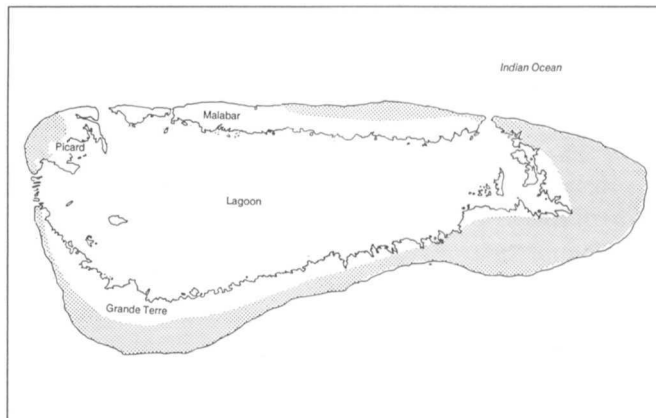 Indian Ocean
Malabar
Picard
Lagoon
Grande Terre